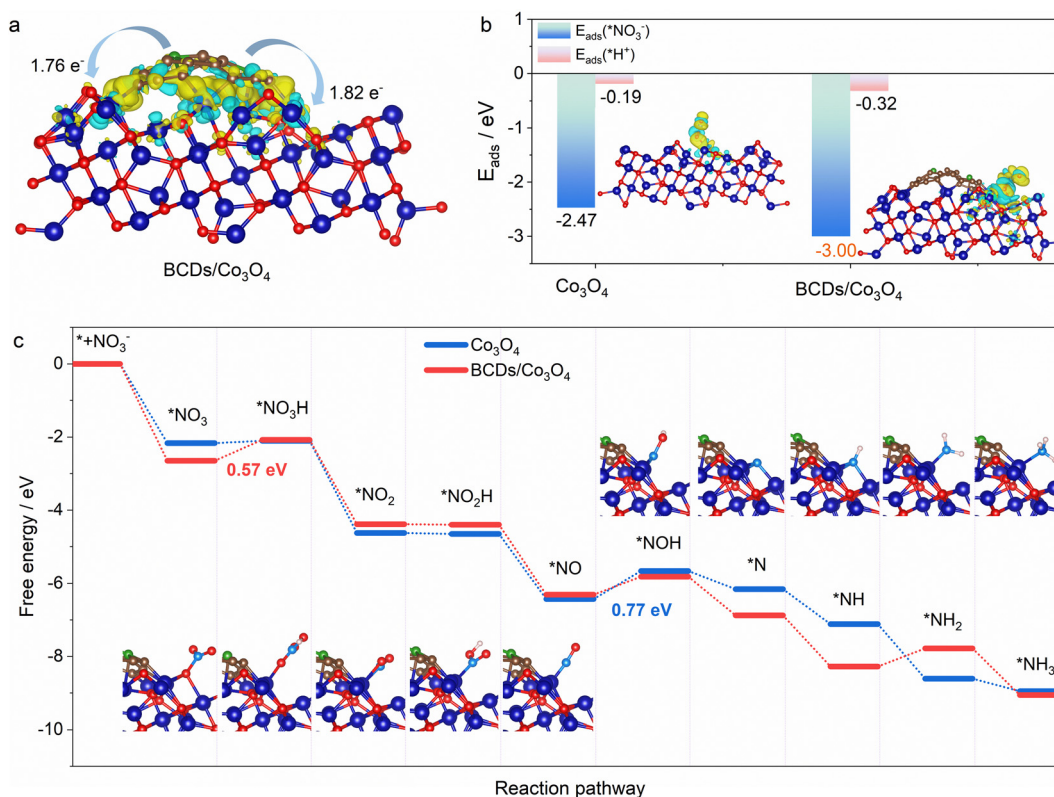 a
1.76 e⁻
1.82 e⁻
BCDs/Co₃O₄
b
E_ads(*NO₃⁻)
E_ads(*H⁺)
E_ads / eV
1
0
-1
-2
-3
-0.19
-0.32
-2.47
-3.00
Co₃O₄
BCDs/Co₃O₄
c
Co₃O₄
BCDs/Co₃O₄
Free energy / eV
0
-2
-4
-6
-8
-10
*+NO₃⁻
*NO₃
*NO₃H
0.57 eV
*NO₂
*NO₂H
*NO
*NOH
0.77 eV
*N
*NH
*NH₂
*NH₃
Reaction pathway